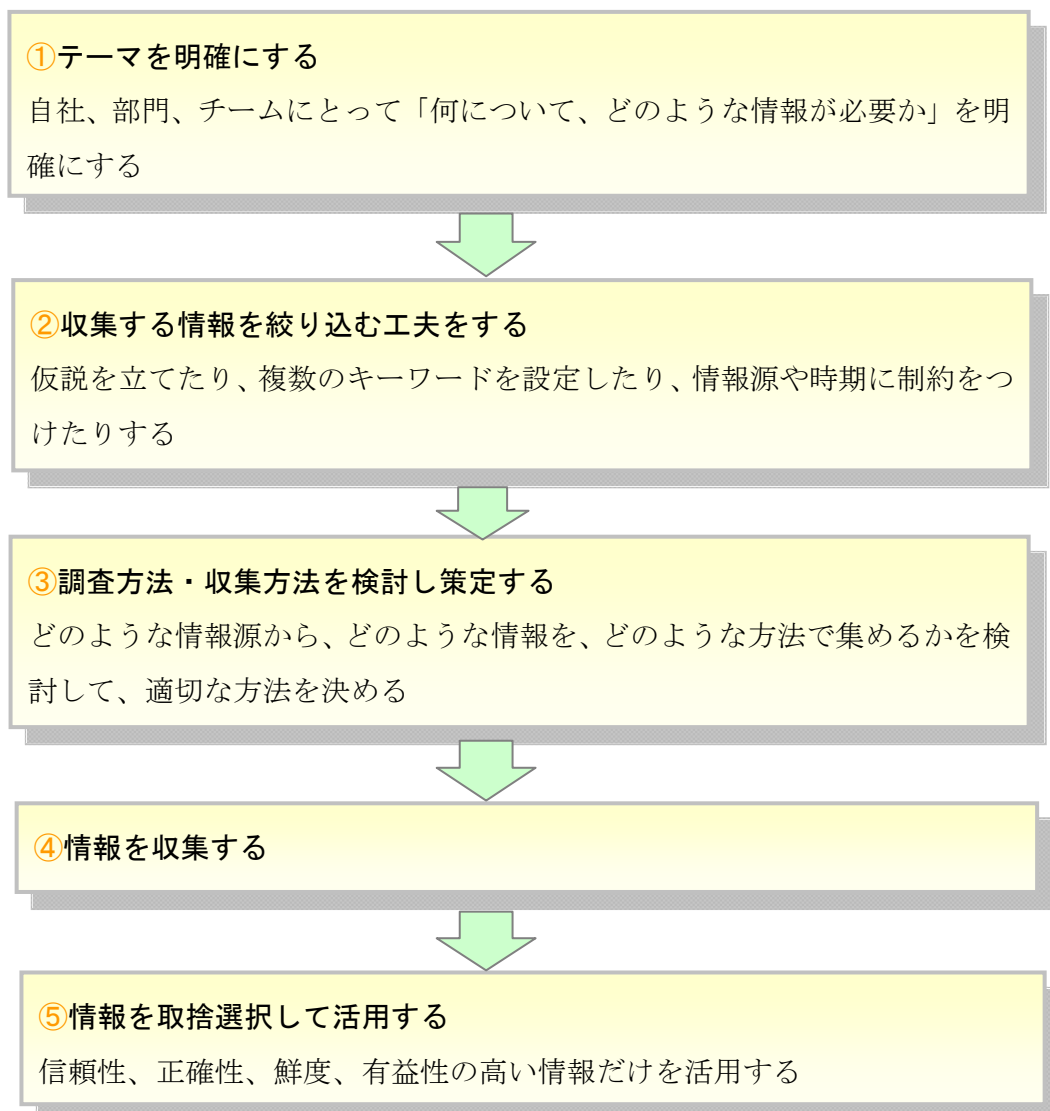 ①テーマを明確にする
自社、部門、チームにとって「何について、どのような情報が必要か」を明
確にする
②収集する情報を絞り込む工夫をする
仮説を立てたり、複数のキーワードを設定したり、情報源や時期に制約をつ
けたりする
③調査方法・収集方法を検討し策定する
どのような情報源から、どのような情報を、どのような方法で集めるかを検
討して、適切な方法を決める
④情報を収集する
⑤情報を取捨選択して活用する
信頼性、正確性、鮮度、有益性の高い情報だけを活用する